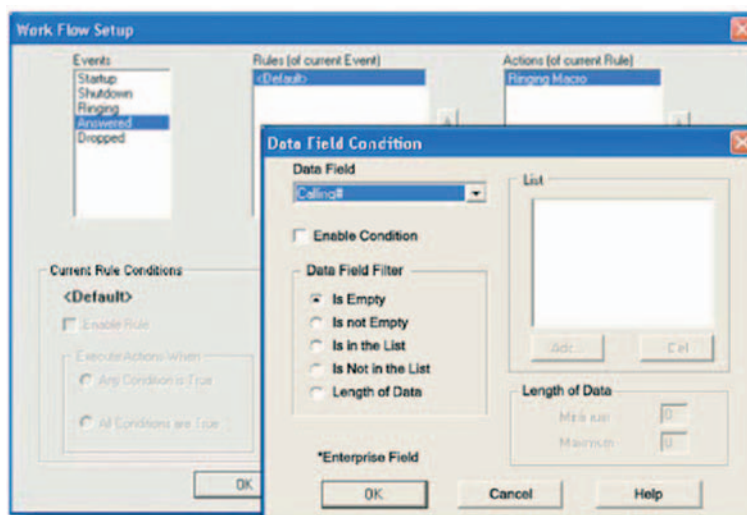 Work Flow Setup
Events
Startup
Shutdown
Ringing
Answered
Dropped
Rules (of current Event)
<Default>
Actions (of current Rule)
Ringing Macro
Current Rule Conditions
<Default>
Enable Rule
Execute Actions When
Any Condition is True
All Conditions are True
OK
Data Field Condition
Data Field
Calling#
Enable Condition
Data Field Filter
Is Empty
Is not Empty
Is in the List
Is Not in the List
Length of Data
*Enterprise Field
List
Add...
Del
Length of Data
Minimum
0
Maximum
0
OK
Cancel
Help